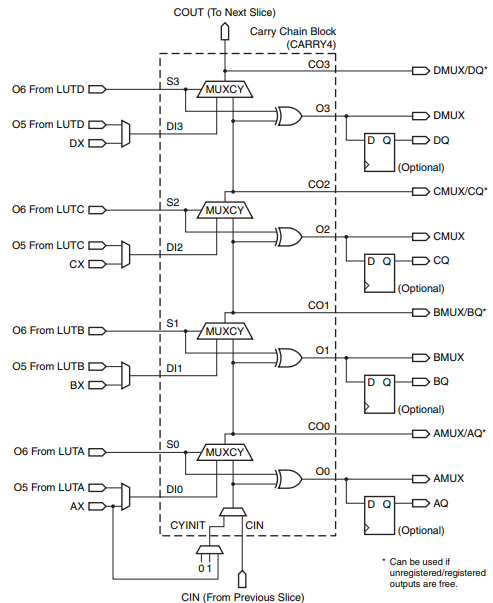 COUT (To Next Slice)
Carry Chain Block
(CARRY4)
CO3
DMUX/DQ*
O6 From LUTD
S3
MUXCY
O3
DMUX
O5 From LUTD
DX
DI3
D Q
DQ
(Optional)
CO2
CMUX/CQ*
O6 From LUTC
S2
MUXCY
O2
CMUX
O5 From LUTC
CX
DI2
D Q
CQ
(Optional)
CO1
BMUX/BQ*
O6 From LUTB
S1
MUXCY
O1
BMUX
O5 From LUTB
BX
DI1
D Q
BQ
(Optional)
CO0
AMUX/AQ*
O6 From LUTA
S0
MUXCY
O0
AMUX
O5 From LUTA
AX
DI0
D Q
AQ
CYINIT
CIN
(Optional)
0 1
* Can be used if
unregistered/registered
outputs are free.
CIN (From Previous Slice)